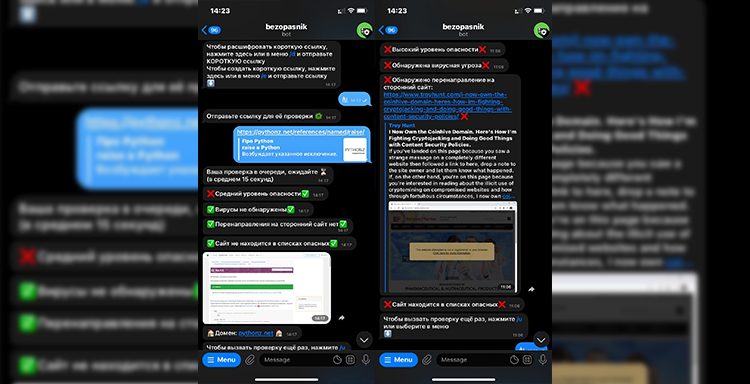 14:23
96
bezopasnik
bot
Чтобы расшифровать короткую ссылку,
нажмите здесь или в меню /d и отправьте
КОРОТКУЮ ссылку
Чтобы создать короткую ссылку, нажмите
здесь или в меню /c и отправьте ссылку
14:17
/u 14:17
Отправьте ссылку для её проверки
14:17
https://pythonz.net/references/named/raise/
Про Python
raise в Python
Возбуждает указанное исключение.
PYTHONZ
14:17
Ваша проверка в очереди, ожидайте
(в среднем 15 секунд)
14:17
Средний уровень опасности
14:17
Вирусов не обнаружены
14:17
Перенаправления на сторонний сайт нет
14:17
Сайт не находится в списках опасных
14:17
14:17
Домен: pythonz.net
14:17
Чтобы вызвать проверку ещё раз, нажмите /u
Menu
Message
14:23
96
bezopasnik
bot
Высокий уровень опасности
11:06
Обнаружена вирусная угроза
11:06
Обнаружено перенаправления на
сторонний сайт:
https://www.troyhunt.com/i-now-own-the-
coinhive-domain-heres-how-im-fighting-
cryptojacking-and-doing-good-things-with-
content-security-policies/
Troy Hunt
I Now Own the Coinhive Domain. Here's How I'm
Fighting Cryptojacking and Doing Good Things
with Content Security Policies.
If you've landed on this page because you saw a
strange message on a completely different
website then followed a link to here, drop a note to
the site owner and let them know what happened.
If, on the other hand, you're on this page because
you're interested in reading about the illicit use of
cryptomining on compromised websites and how
through fortuitous circumstances, I now own coi...
11:06
Сайт находится в списках опасных
11:06
Чтобы вызвать проверку ещё раз, нажмите /u
или выберите в меню
11:06
Menu
Message